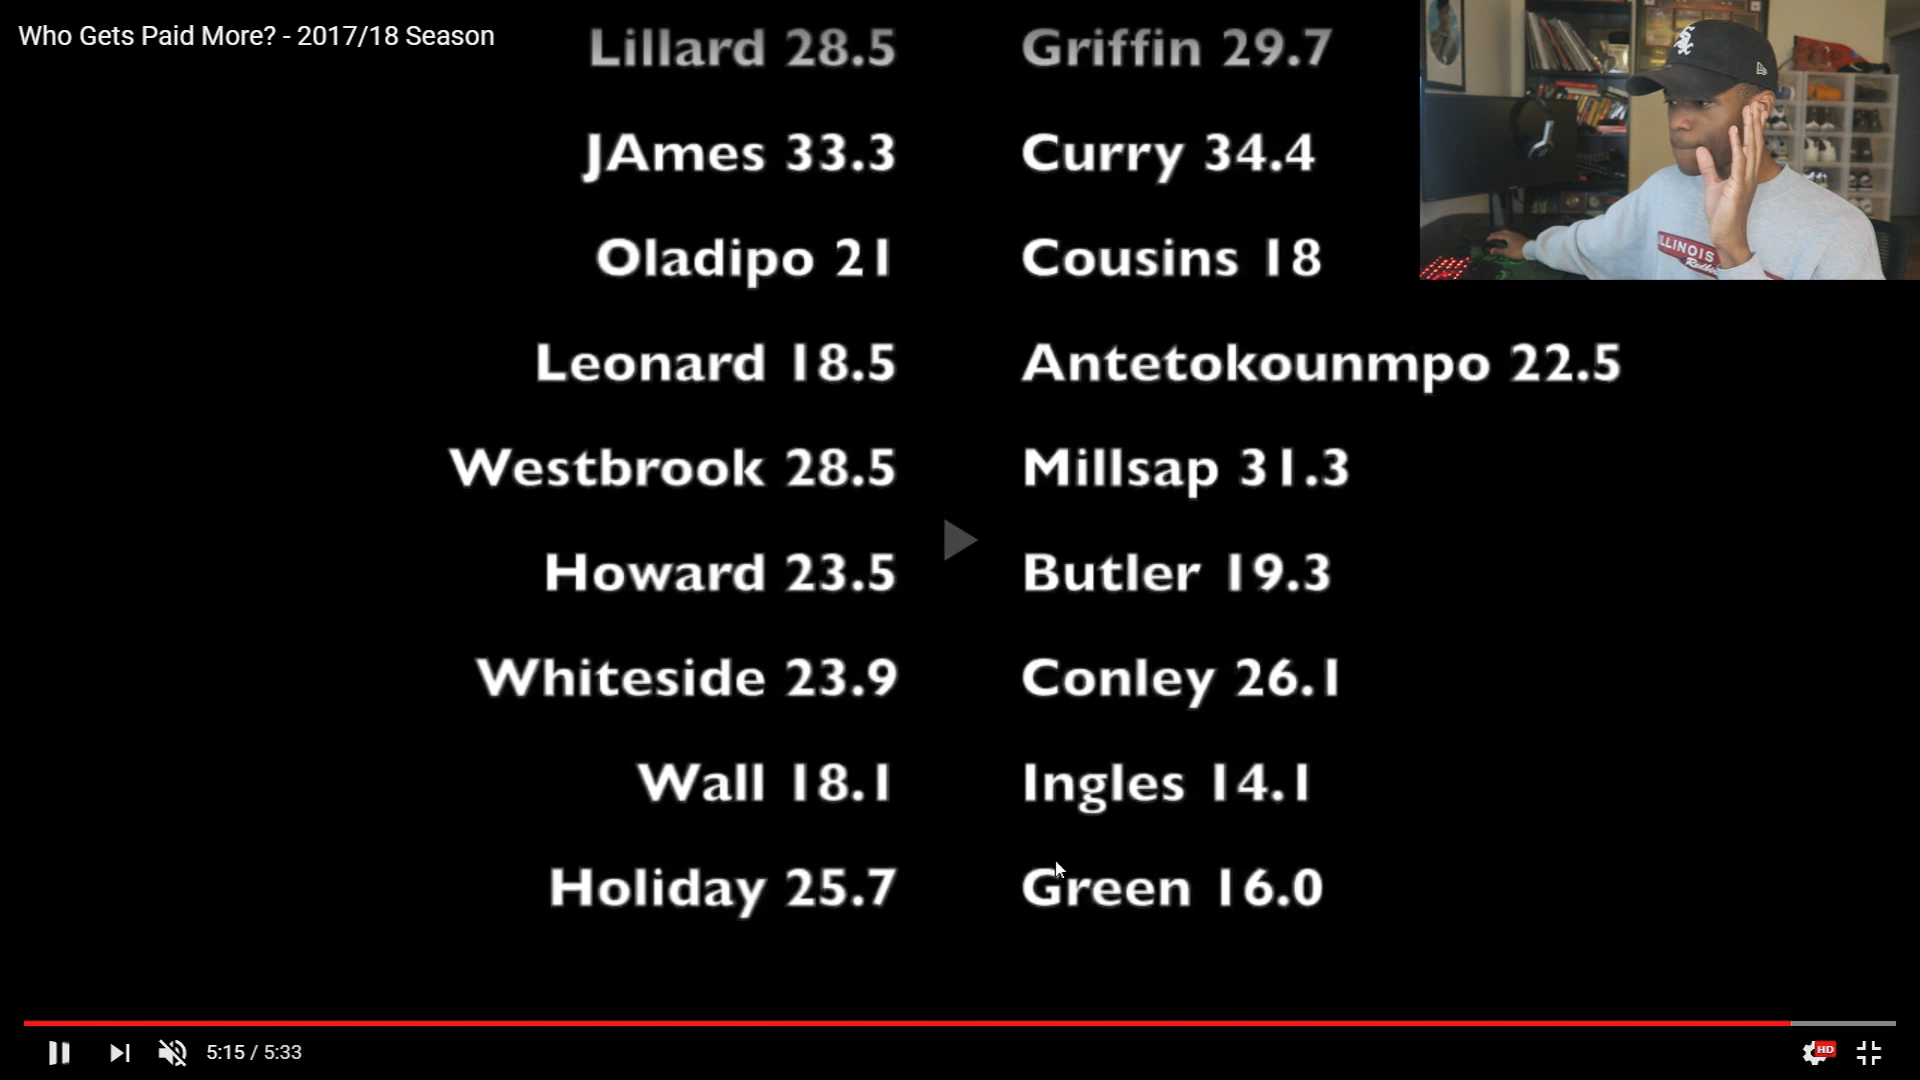 Who Gets Paid More? - 2017/18 Season
Lillard 28.5 Griffin 29.7
JAmes 33.3 Curry 34.4
Oladipo 21 Cousins 18
Leonard 18.5 Antetokounmpo 22.5
Westbrook 28.5 Millsap 31.3
Howard 23.5 Butler 19.3
Whiteside 23.9 Conley 26.1
Wall 18.1 Ingles 14.1
Holiday 25.7 Green 16.0
ILLINOIS
5:15 / 5:33
HD